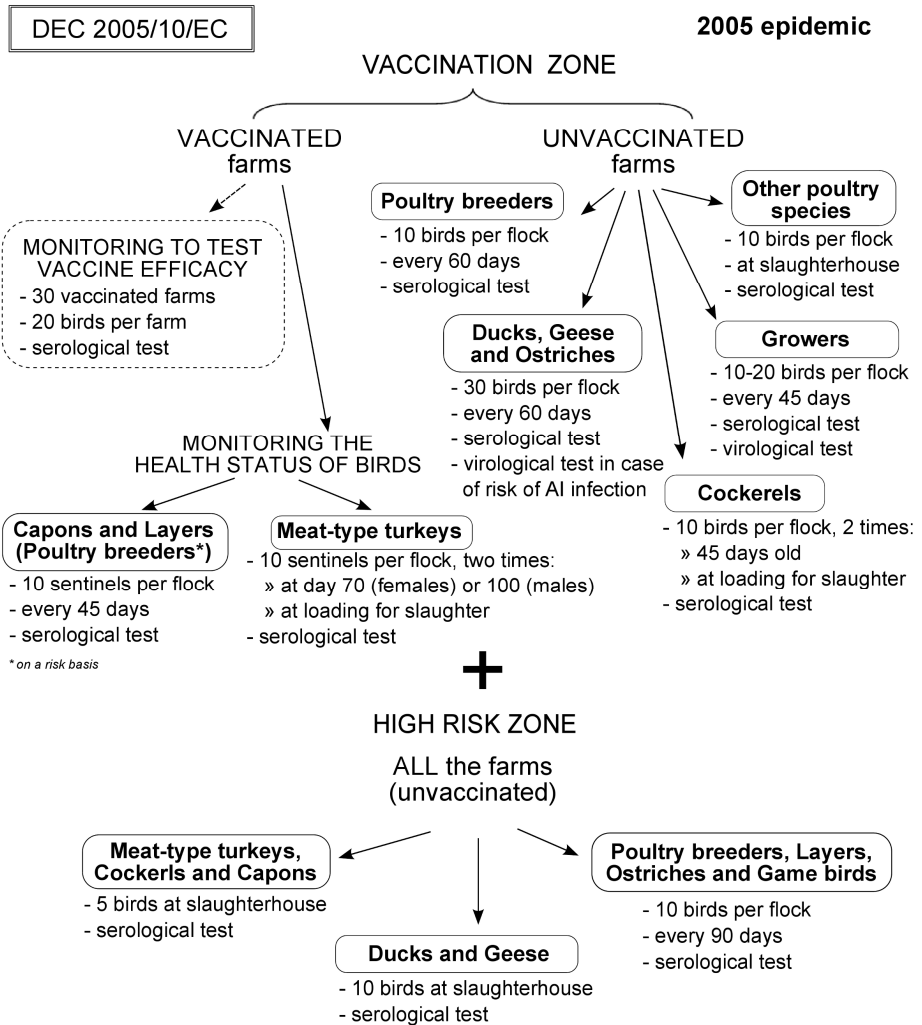 DEC 2005/10/EC
2005 epidemic
VACCINATION ZONE
VACCINATED
farms
UNVACCINATED
farms
MONITORING TO TEST
VACCINE EFFICACY
- 30 vaccinated farms
- 20 birds per farm
- serological test
Poultry breeders
- 10 birds per flock
- every 60 days
- serological test
Other poultry
species
- 10 birds per flock
- at slaughterhouse
- serological test
Ducks, Geese
and Ostriches
- 30 birds per flock
- every 60 days
- serological test
- virological test in case
of risk of AI infection
Growers
- 10-20 birds per flock
- every 45 days
- serological test
- virological test
Cockerels
- 10 birds per flock, 2 times:
» 45 days old
» at loading for slaughter
- serological test
MONITORING THE
HEALTH STATUS OF BIRDS
Capons and Layers
(Poultry breeders*)
- 10 sentinels per flock
- every 45 days
- serological test
* on a risk basis
Meat-type turkeys
- 10 sentinels per flock, two times:
» at day 70 (females) or 100 (males)
» at loading for slaughter
- serological test
+
HIGH RISK ZONE
ALL the farms
(unvaccinated)
Meat-type turkeys,
Cockerls and Capons
- 5 birds at slaughterhouse
- serological test
Ducks and Geese
- 10 birds at slaughterhouse
- serological test
Poultry breeders, Layers,
Ostriches and Game birds
- 10 birds per flock
- every 90 days
- serological test